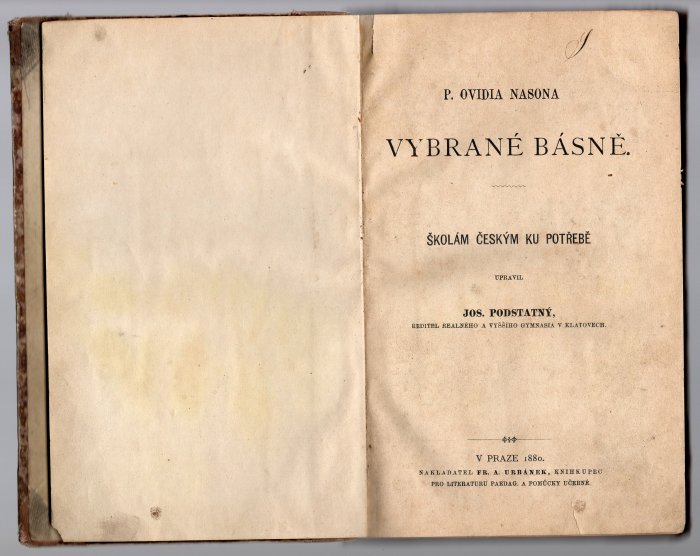 P. OVIDIA NASONA
VYBRANÉ BÁSNĚ.
ŠKOLÁM ČESKÝM KU POTŘEBĚ
UPRAVIL
JOS. PODSTATNÝ,
ŘEDITEL REALNÉHO A VYŠŠÍHO GYMNASIA V KLATOVECH.
V PRAZE 1880.
NAKLADATEL FR. A. URBÁNEK, KNIHKUPEC
PRO LITERATURU PAEDAG. A POMŮCKY UČEBNÉ.